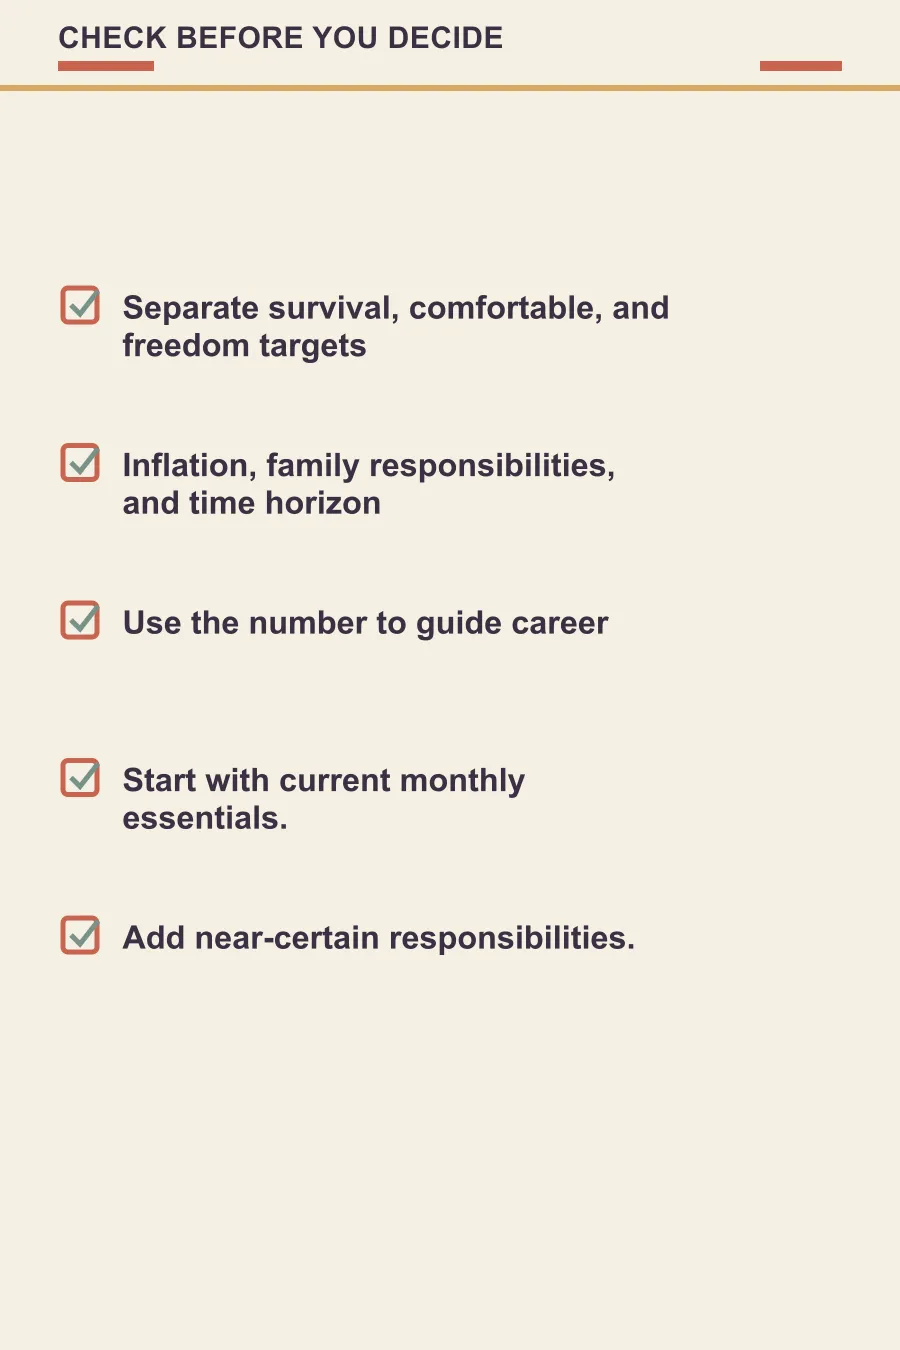 CHECK BEFORE YOU DECIDE
Separate survival, comfortable, and
freedom targets
Inflation, family responsibilities,
and time horizon
Use the number to guide career
Start with current monthly
essentials.
Add near-certain responsibilities.